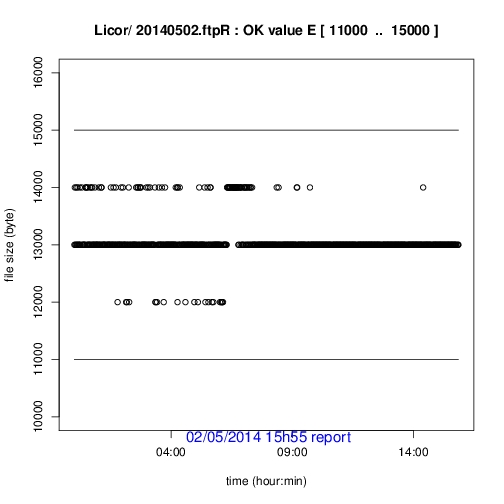 Licor/ 20140502.ftpR : OK value E [ 11000 .. 15000 ]
16000
15000
14000
13000
12000
11000
10000
file size (byte)
02/05/2014 15h55 report
04:00 09:00 14:00
time (hour:min)